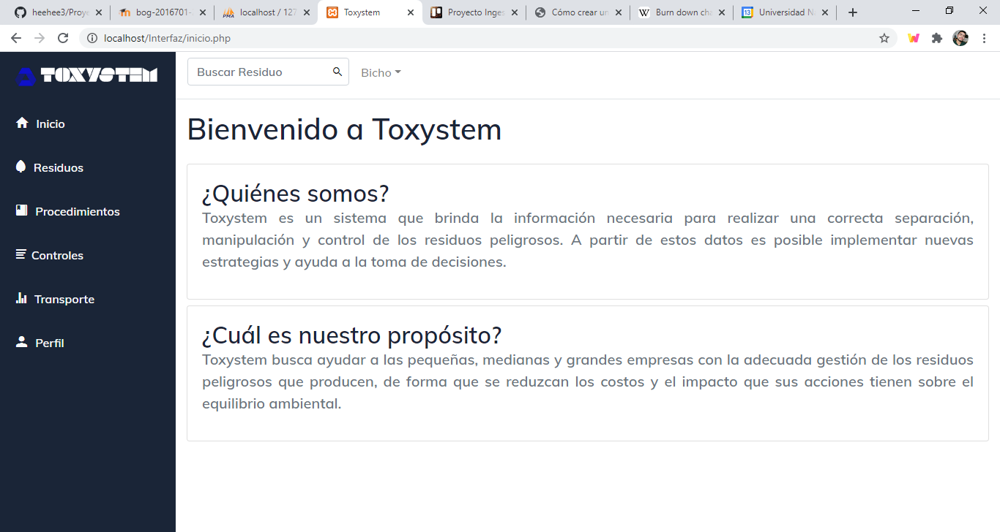 heehee3/Proye
bog-2016701-
localhost / 127
Toxystem
Proyecto Inges
Cómo crear un
Burn down cha
Universidad N
localhost/Interfaz/inicio.php
TOXYSTEM
Buscar Residuo
Bicho
Inicio
Residuos
Procedimientos
Controles
Transporte
Perfil
Bienvenido a Toxystem
¿Quiénes somos?
Toxystem es un sistema que brinda la información necesaria para realizar una correcta separación,
manipulación y control de los residuos peligrosos. A partir de estos datos es posible implementar nuevas
estrategias y ayuda a la toma de decisiones.
¿Cuál es nuestro propósito?
Toxystem busca ayudar a las pequeñas, medianas y grandes empresas con la adecuada gestión de los residuos
peligrosos que producen, de forma que se reduzcan los costos y el impacto que sus acciones tienen sobre el
equilibrio ambiental.